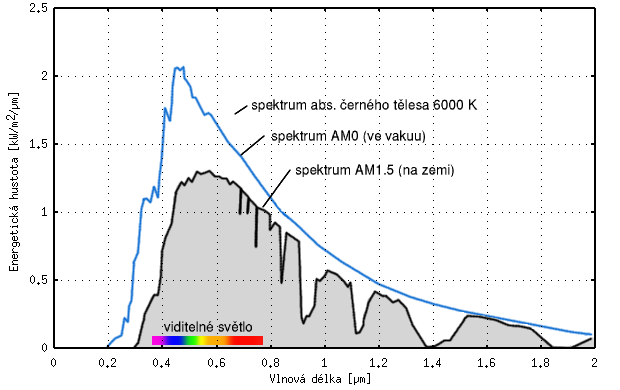 2.5
2
1.5
1
0.5
0
Energetická hustota [kW/m2/µm]
spektrum abs. černého tělesa 6000 K
spektrum AM0 (ve vakuu)
spektrum AM1.5 (na zemi)
viditelné světlo
0 0.2 0.4 0.6 0.8 1 1.2 1.4 1.6 1.8 2
Vlnová délka [µm]